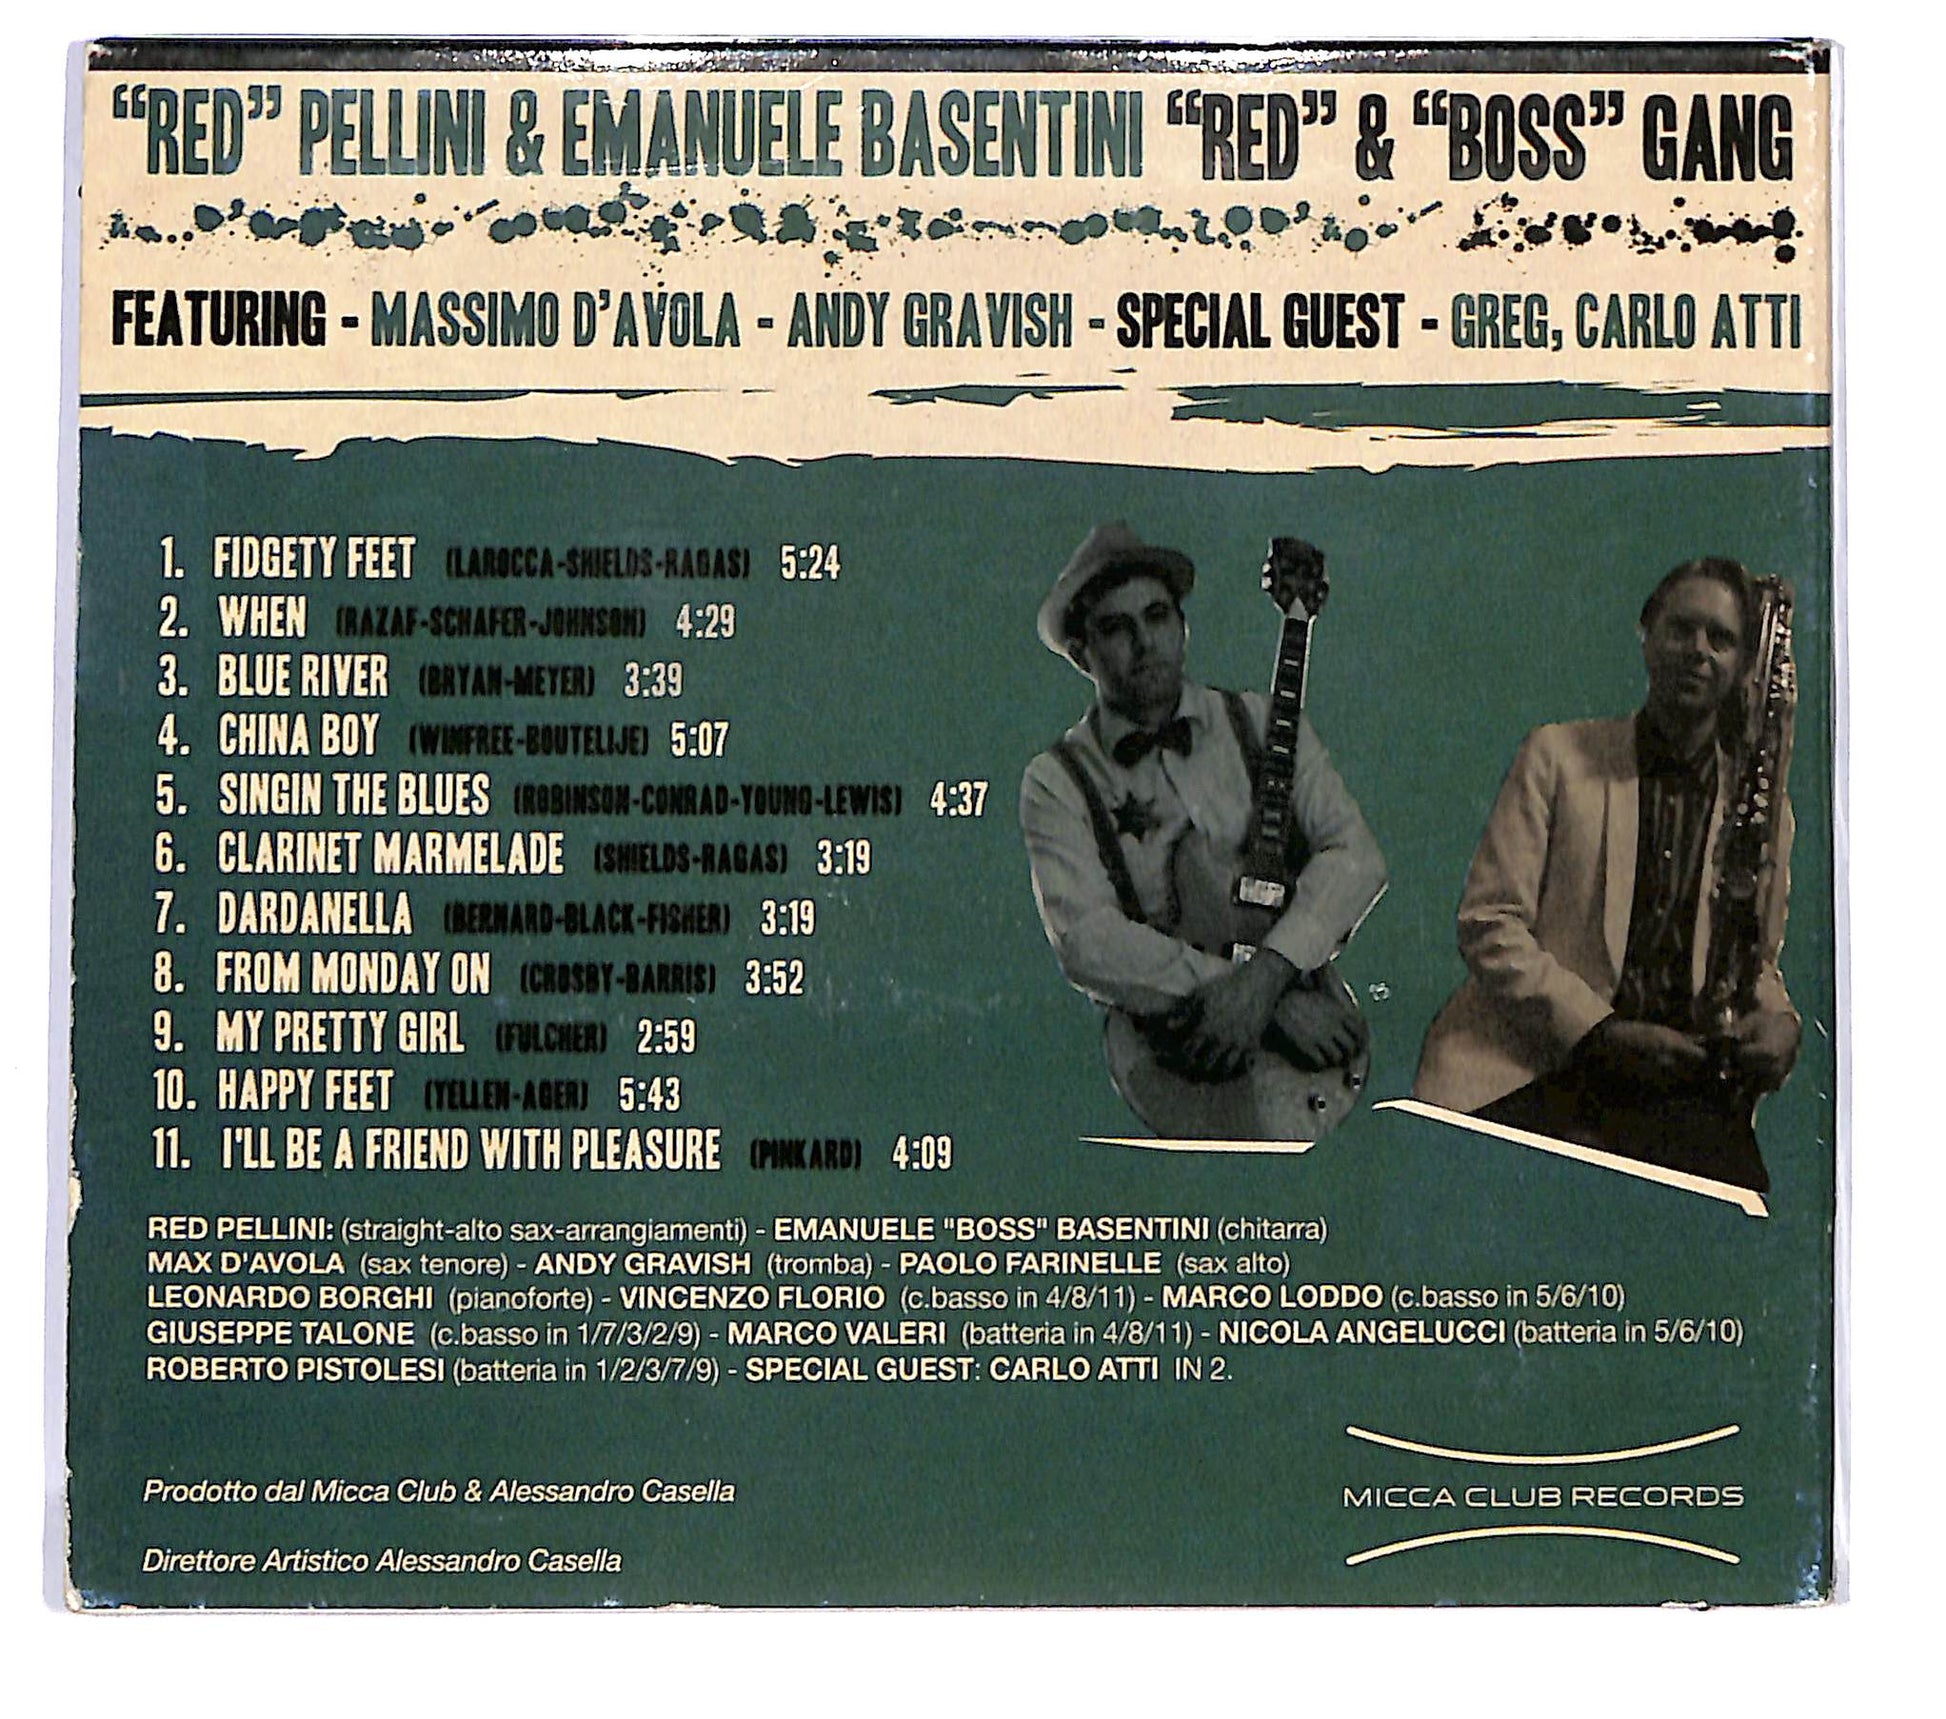 “RED” PELLINI & EMANUELE BASENTINI “RED” & “BOSS” GANG
FEATURING - MASSIMO D’AVOLA - ANDY GRAVISH - SPECIAL GUEST - GREG, CARLO ATTI
1. FIDGETY FEET (LAROCCA-SHIELDS-RAGAS) 5:24
2. WHEN (RAZAF-SCHAFER-JOHNSON) 4:29
3. BLUE RIVER (BRYAN-MEYER) 3:39
4. CHINA BOY (WINFREE-BOUTELIJE) 5:07
5. SINGIN THE BLUES (ROBINSON-CONRAD-YOUNG-LEWIS) 4:37
6. CLARINET MARMELADE (SHIELDS-RAGAS) 3:19
7. DARDANELLA (BERNARD-BLACK-FISHER) 3:19
8. FROM MONDAY ON (CROSBY-BARRIS) 3:52
9. MY PRETTY GIRL (FULCHER) 2:59
10. HAPPY FEET (YELLEN-AGER) 5:43
11. I'LL BE A FRIEND WITH PLEASURE (PINKARD) 4:09
RED PELLINI: (straight-alto sax-arrangiamenti) - EMANUELE "BOSS" BASENTINI (chitarra)
MAX D'AVOLA (sax tenore) - ANDY GRAVISH (tromba) - PAOLO FARINELLE (sax alto)
LEONARDO BORGHI (pianoforte) - VINCENZO FLORIO (c.basso in 4/8/11) - MARCO LODDO (c.basso in 5/6/10)
GIUSEPPE TALONE (c.basso in 1/7/3/2/9) - MARCO VALERI (batteria in 4/8/11) - NICOLA ANGELUCCI (batteria in 5/6/10)
ROBERTO PISTOLESI (batteria in 1/2/3/7/9) - SPECIAL GUEST: CARLO ATTI IN 2.
Prodotto dal Micca Club & Alessandro Casella
MICCA CLUB RECORDS
Direttore Artistico Alessandro Casella